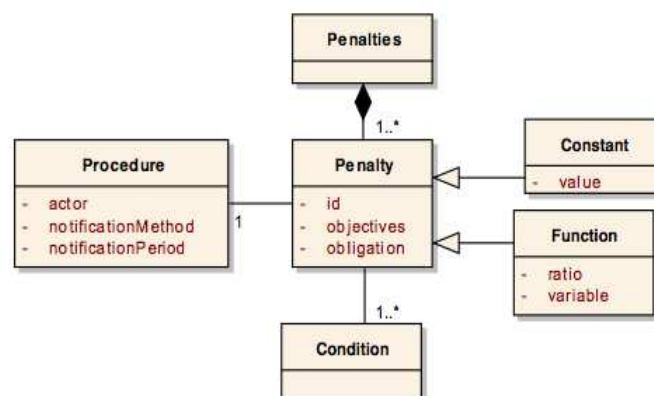 Penalties
1..*
Procedure
- actor
- notificationMethod
- notificationPeriod
1
Penalty
- id
- objectives
- obligation
Constant
- value
Function
- ratio
- variable
1..*
Condition